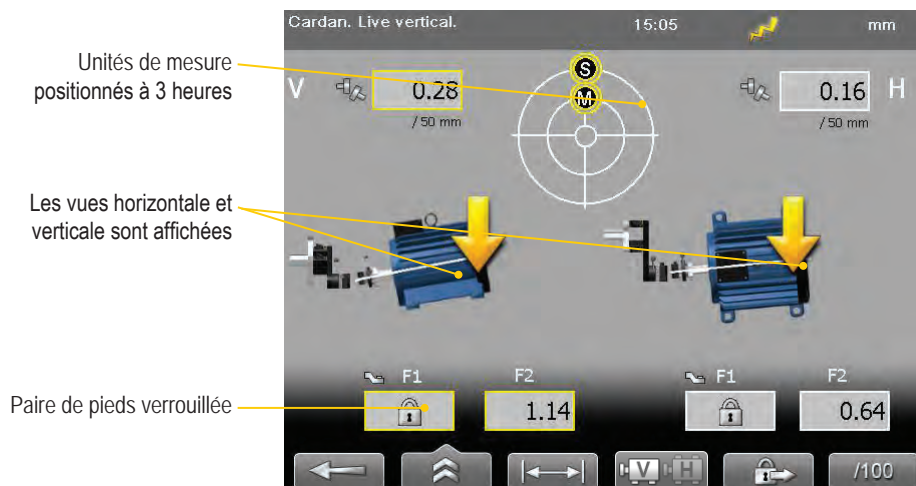 Cardan. Live vertical. 15:05 mm
Unités de mesure
positionnés à 3 heures
V 0.28 S 0.16 H
M
/ 50 mm / 50 mm
Les vues horizontale et
verticale sont affichées
F1 F2 F1 F2
Paire de pieds verrouillée
1.14 0.64
V H /100